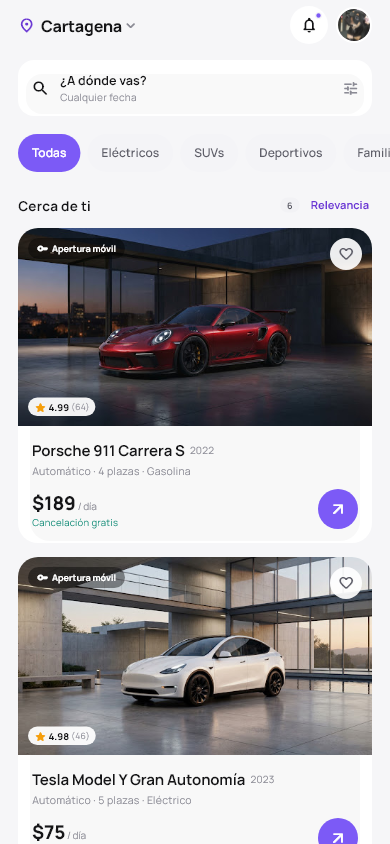 Cartagena
¿A dónde vas?
Cualquier fecha
Todas
Eléctricos
SUVs
Deportivos
Famili
Cerca de ti
6
Relevancia
Apertura móvil
4.99 (64)
Porsche 911 Carrera S 2022
Automático · 4 plazas · Gasolina
$189 / día
Cancelación gratis
Apertura móvil
4.98 (46)
Tesla Model Y Gran Autonomía 2023
Automático · 5 plazas · Eléctrico
$75 / día